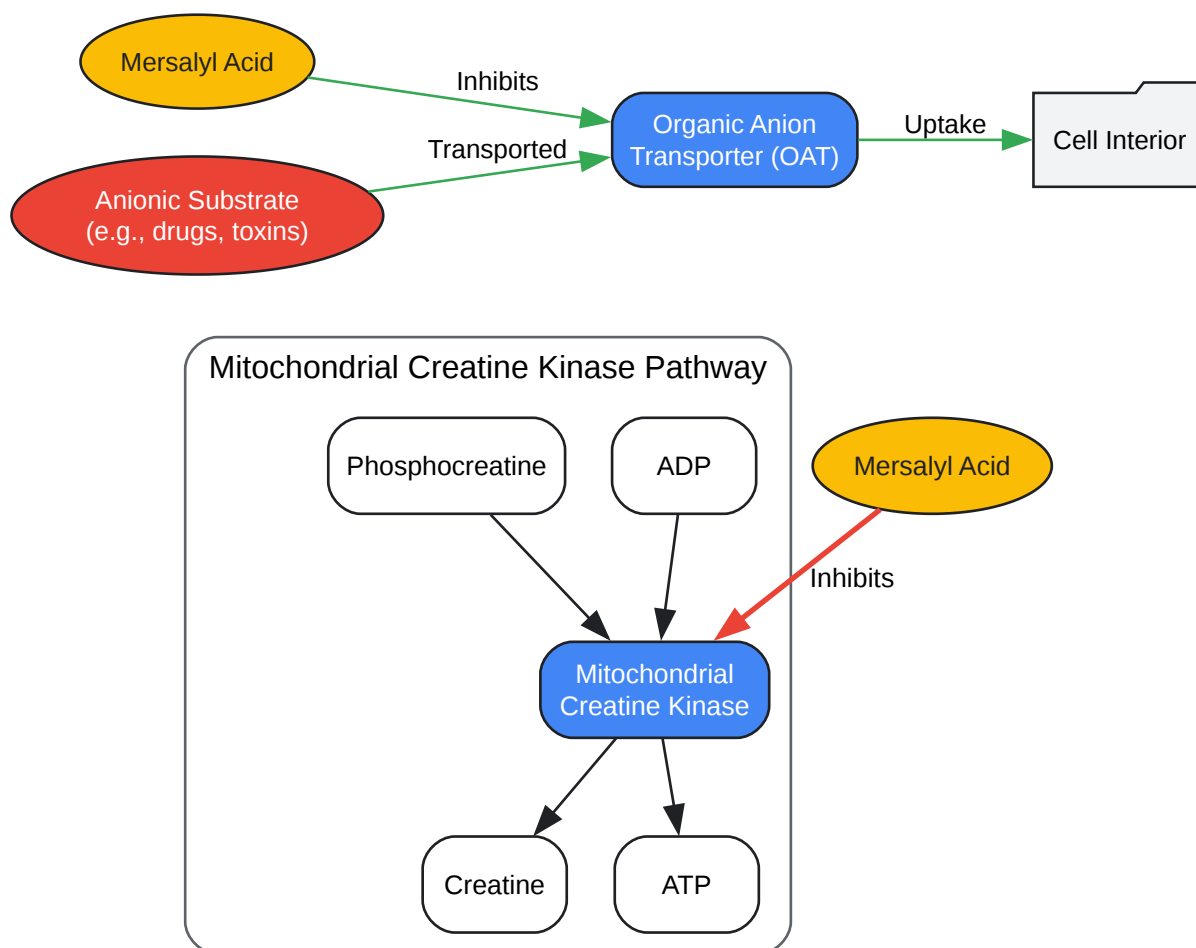 Mersalyl Acid
Inhibits
Organic Anion
Transporter (OAT)
Uptake
Cell Interior
Transported
Anionic Substrate
(e.g., drugs, toxins)
Mitochondrial Creatine Kinase Pathway
Phosphocreatine
ADP
Mersalyl Acid
Inhibits
Mitochondrial
Creatine Kinase
Creatine
ATP